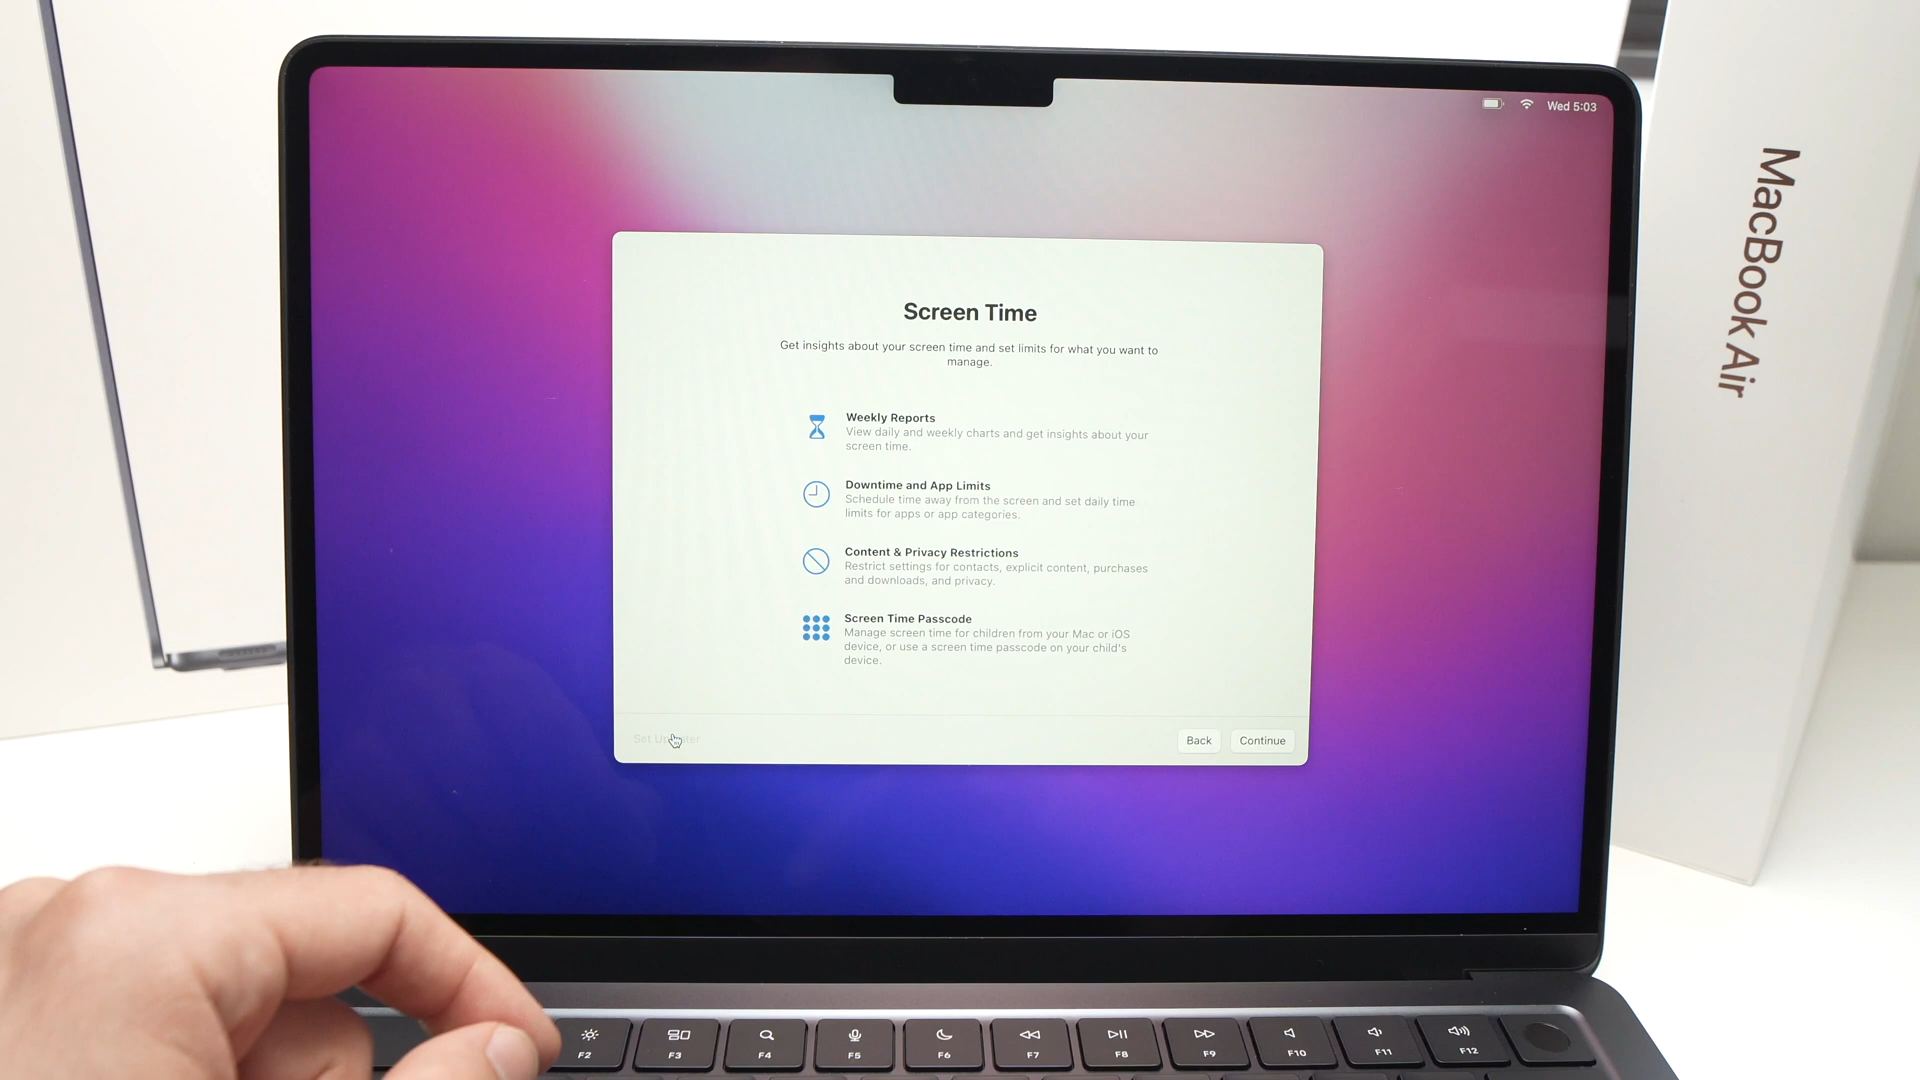 Wed 5:03
MacBook Air
Screen Time
Get insights about your screen time and set limits for what you want to
manage.
Weekly Reports
View daily and weekly charts and get insights about your
screen time.
Downtime and App Limits
Schedule time away from the screen and set daily time
limits for apps or app categories.
Content & Privacy Restrictions
Restrict settings for contacts, explicit content, purchases
and downloads, and privacy.
Screen Time Passcode
Manage screen time for children from your Mac or iOS
device, or use a screen time passcode on your child's
device.
Set Up Later
Back
Continue
F2
F3
F4
F5
F6
F7
F8
F9
F10
F11
F12